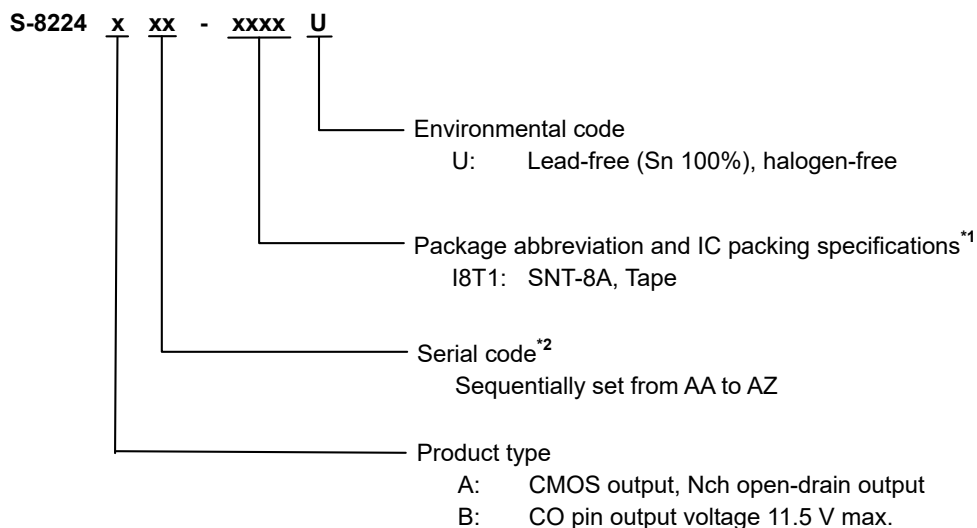 S-8224 x xx - xxxx U
Environmental code
U: Lead-free (Sn 100%), halogen-free
Package abbreviation and IC packing specifications*1
I8T1: SNT-8A, Tape
Serial code*2
Sequentially set from AA to AZ
Product type
A: CMOS output, Nch open-drain output
B: CO pin output voltage 11.5 V max.